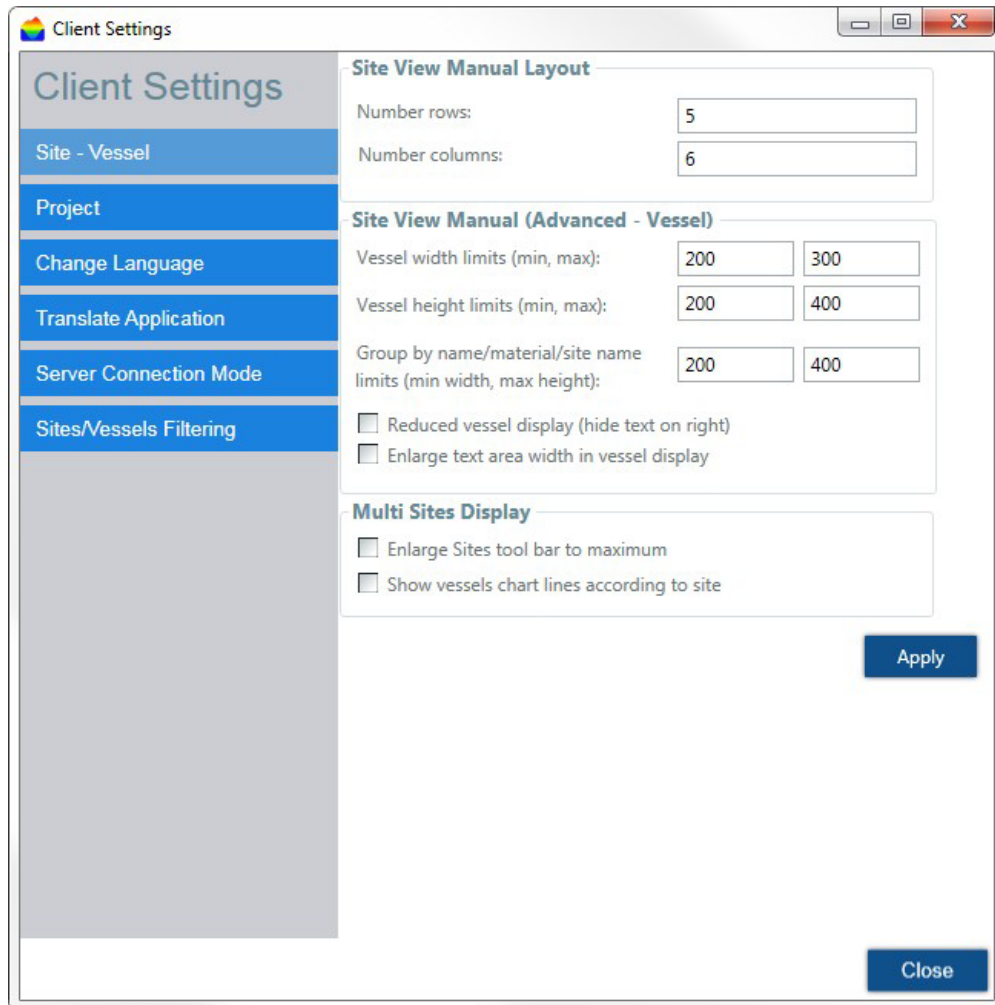 Client Settings
Client Settings
Site - Vessel
Project
Change Language
Translate Application
Server Connection Mode
Sites/Vessels Filtering
Site View Manual Layout
Number rows: 5
Number columns: 6
Site View Manual (Advanced - Vessel)
Vessel width limits (min, max): 200 300
Vessel height limits (min, max): 200 400
Group by name/material/site name
limits (min width, max height): 200 400
Reduced vessel display (hide text on right)
Enlarge text area width in vessel display
Multi Sites Display
Enlarge Sites tool bar to maximum
Show vessels chart lines according to site
Apply
Close